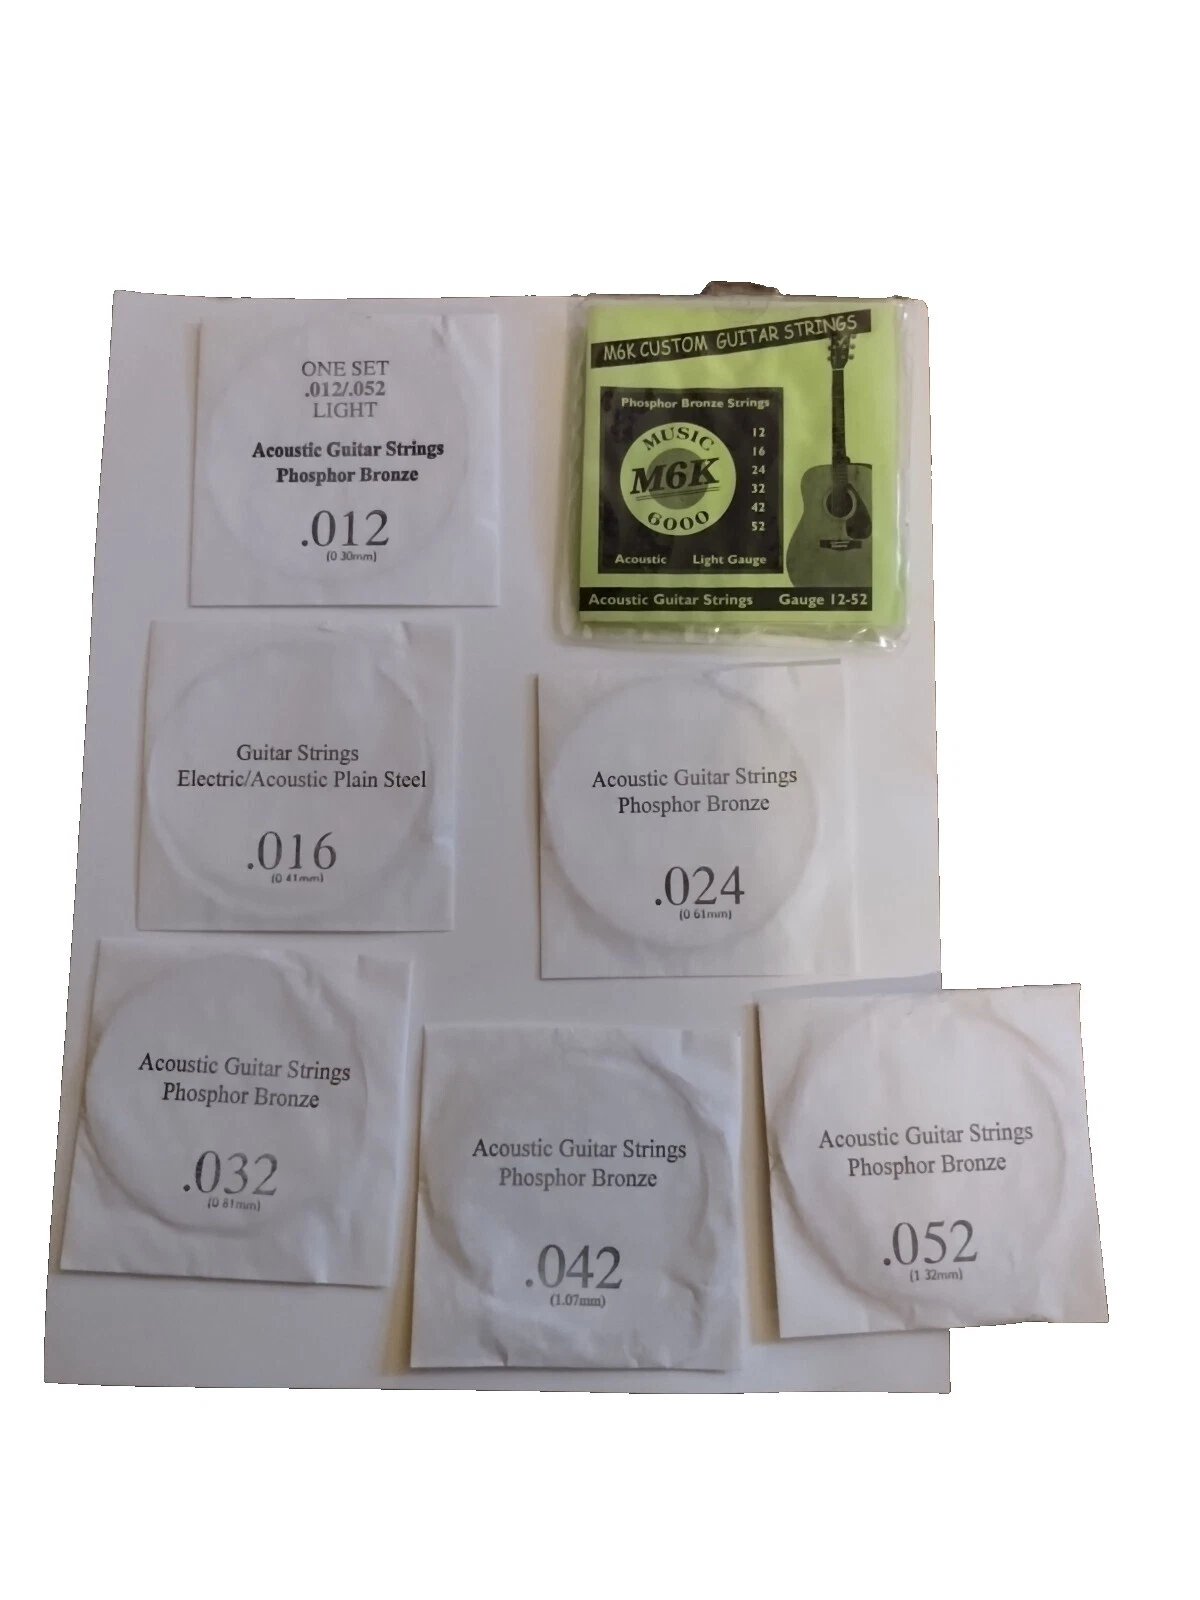 ONE SET
.012/.052
LIGHT
Acoustic Guitar Strings
Phosphor Bronze
.012
(0 30mm)
M6K CUSTOM GUITAR STRINGS
Phosphor Bronze Strings
MUSIC
M6K
6000
12
16
24
32
42
52
Acoustic Light Gauge
Acoustic Guitar Strings Gauge 12-52
Guitar Strings
Electric/Acoustic Plain Steel
.016
(0 41mm)
Acoustic Guitar Strings
Phosphor Bronze
.024
(0 61mm)
Acoustic Guitar Strings
Phosphor Bronze
.032
(0 81mm)
Acoustic Guitar Strings
Phosphor Bronze
.042
(1.07mm)
Acoustic Guitar Strings
Phosphor Bronze
.052
(1 32mm)